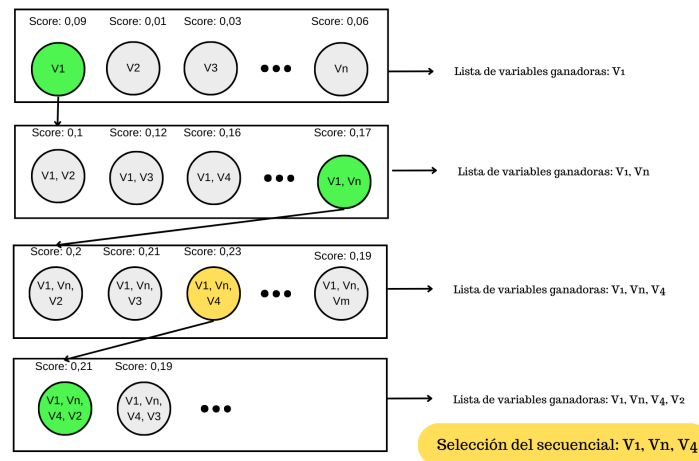 Score: 0,09 Score: 0,01 Score: 0,03 Score: 0,06
V1 V2 V3 Vn
Lista de variables ganadoras: V1
Score: 0,1 Score: 0,12 Score: 0,16 Score: 0,17
V1, V2 V1, V3 V1, V4 V1, Vn
Lista de variables ganadoras: V1, Vn
Score: 0,2 Score: 0,21 Score: 0,23 Score: 0,19
V1, Vn, V1, Vn, V1, Vn, V1, Vn,
V2 V3 V4 Vm
Lista de variables ganadoras: V1, Vn, V4
Score: 0,21 Score: 0,19
V1, Vn, V1, Vn,
V4, V2 V4, V3
Lista de variables ganadoras: V1, Vn, V4, V2
Selección del secuencial: V1, Vn, V4